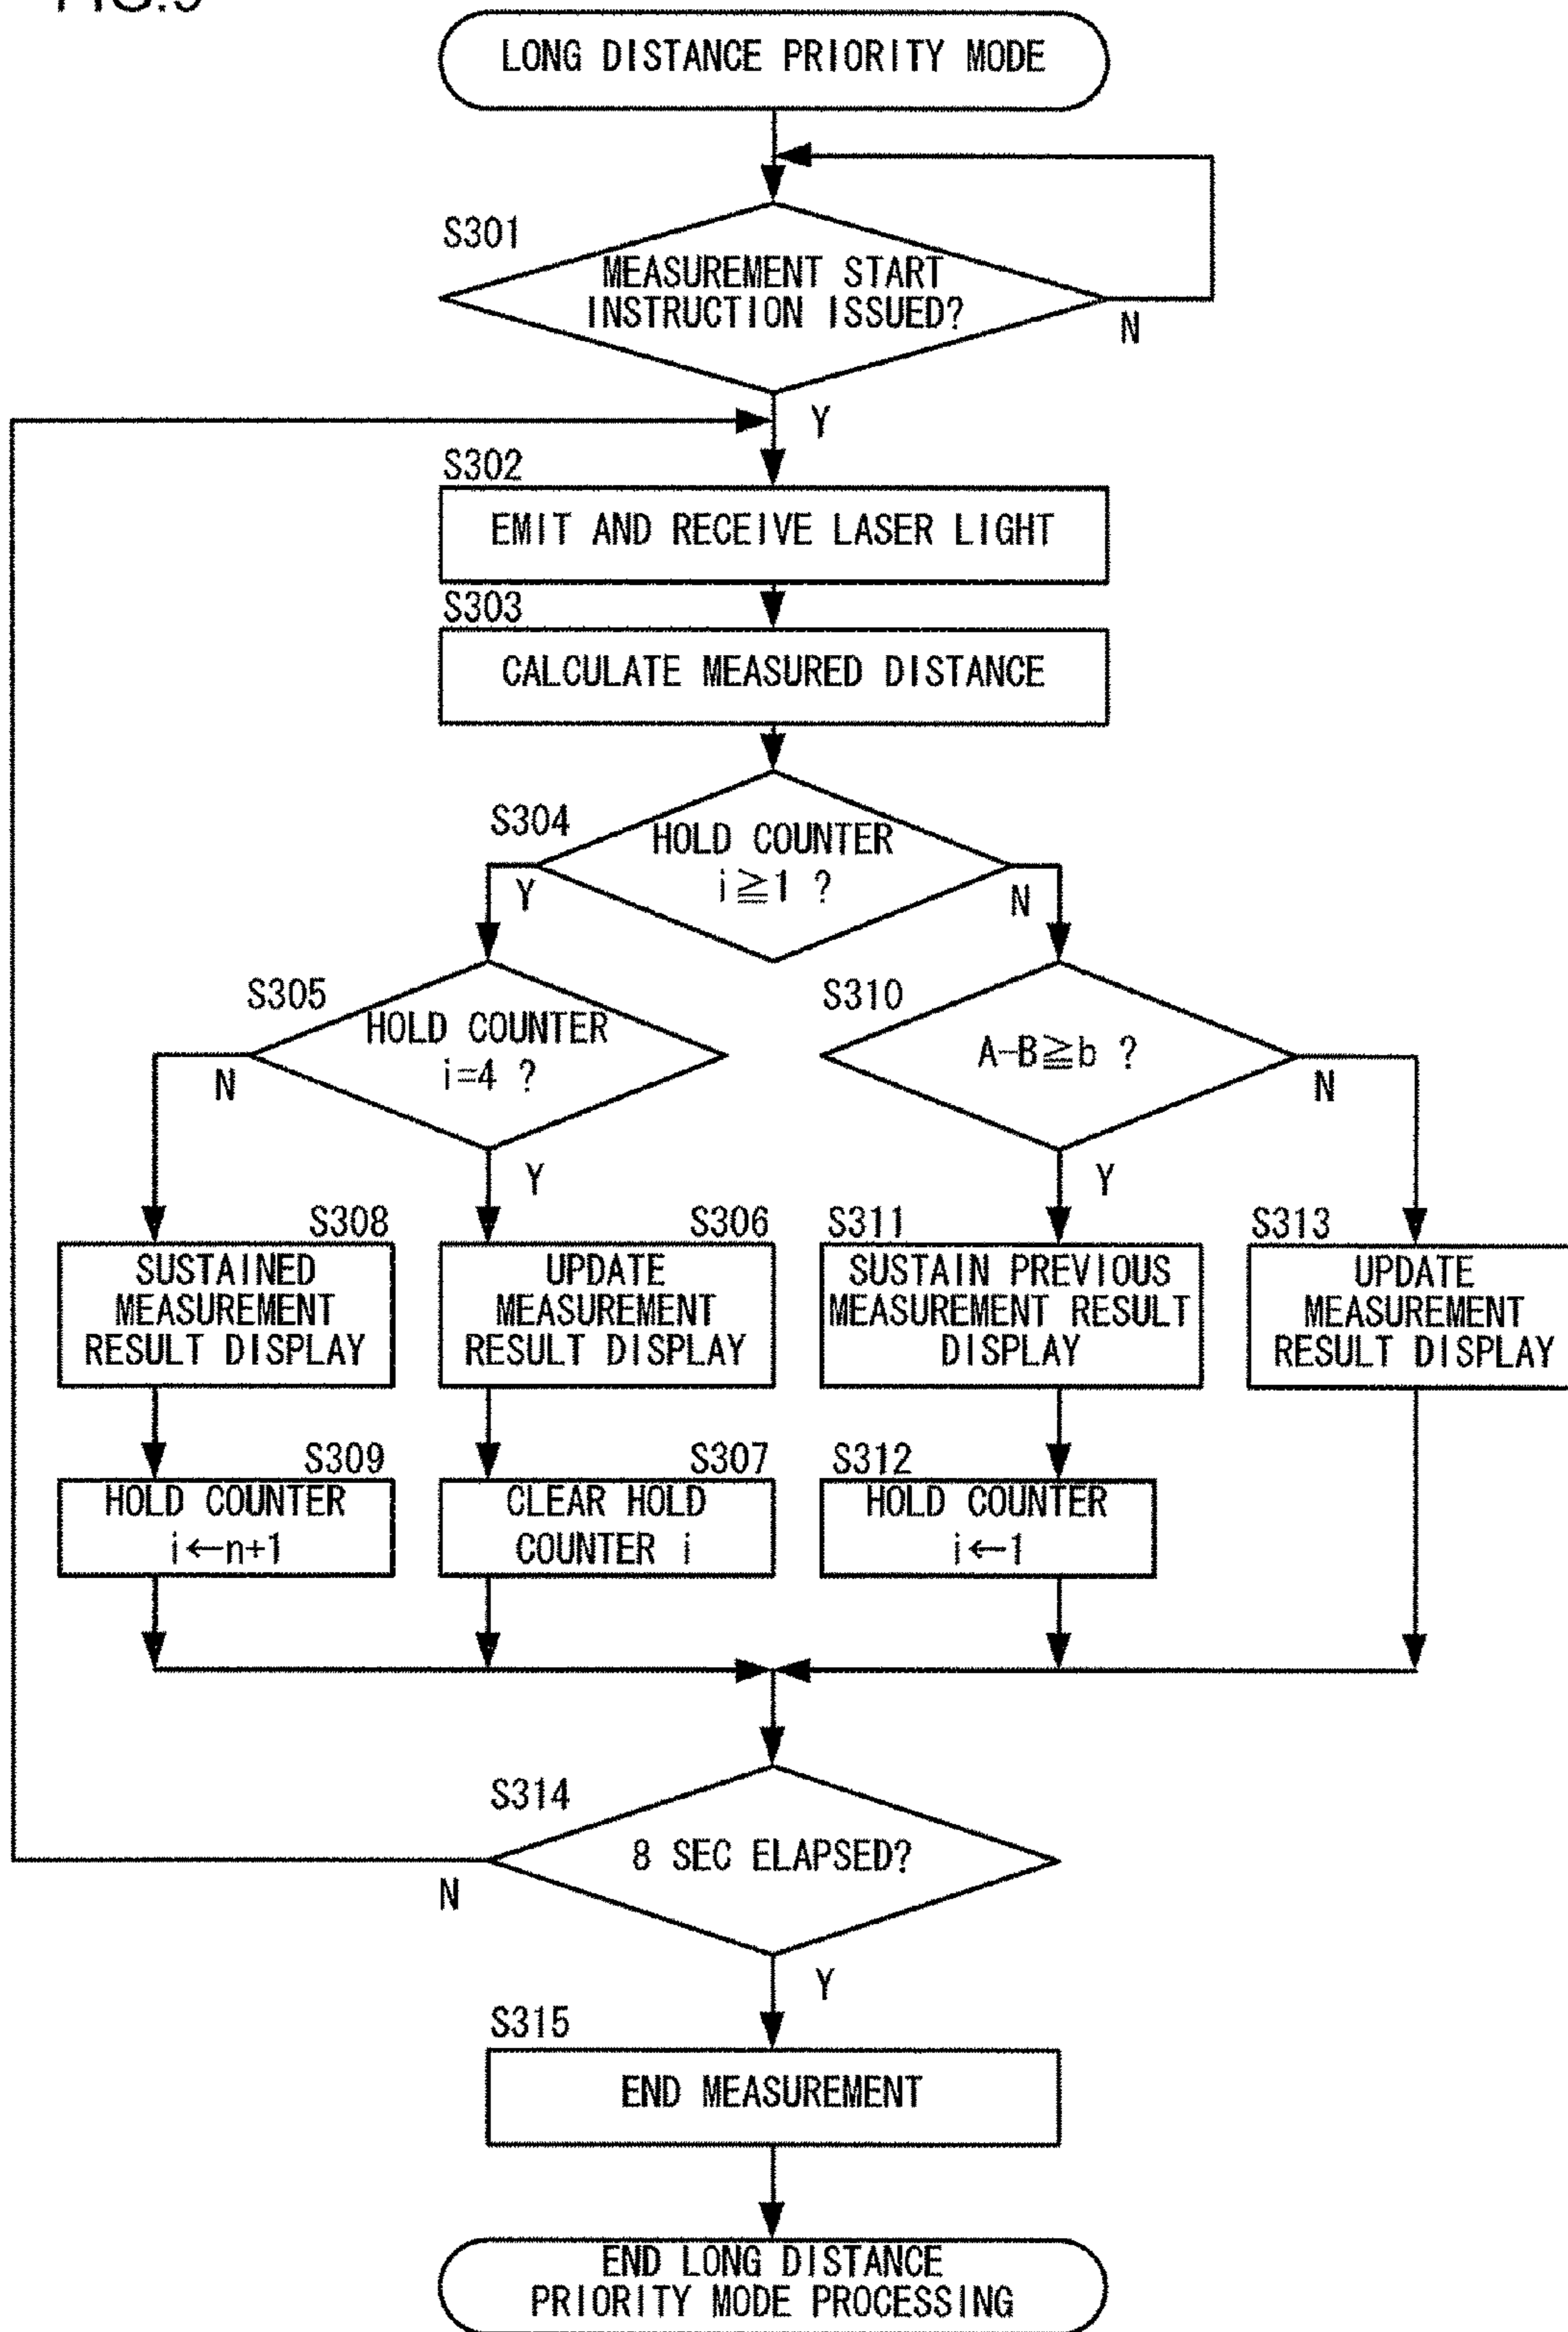 FIG.9
LONG DISTANCE PRIORITY MODE
S301
MEASUREMENT START
INSTRUCTION ISSUED?
N
Y
S302
EMIT AND RECEIVE LASER LIGHT
S303
CALCULATE MEASURED DISTANCE
S304
HOLD COUNTER
i≧1 ?
Y
N
S305
HOLD COUNTER
i=4 ?
N
Y
S310
A-B≧b ?
N
Y
S308
SUSTAINED
MEASUREMENT
RESULT DISPLAY
S306
UPDATE
MEASUREMENT
RESULT DISPLAY
S311
SUSTAIN PREVIOUS
MEASUREMENT RESULT
DISPLAY
S313
UPDATE
MEASUREMENT
RESULT DISPLAY
S309
HOLD COUNTER
i←n+1
S307
CLEAR HOLD
COUNTER i
S312
HOLD COUNTER
i←1
S314
8 SEC ELAPSED?
N
Y
S315
END MEASUREMENT
END LONG DISTANCE
PRIORITY MODE PROCESSING